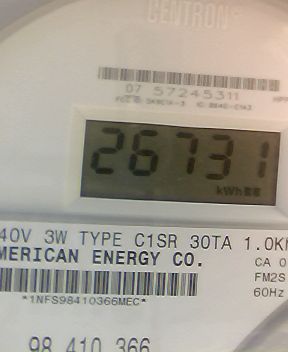 CENTRON®
07 57245311
26731
kWh
40V 3W TYPE C1SR 30TA 1.0K
MERICAN ENERGY CO.
CA 0
FM2S
60Hz
*1NFS98410366MEC*
98 410 366